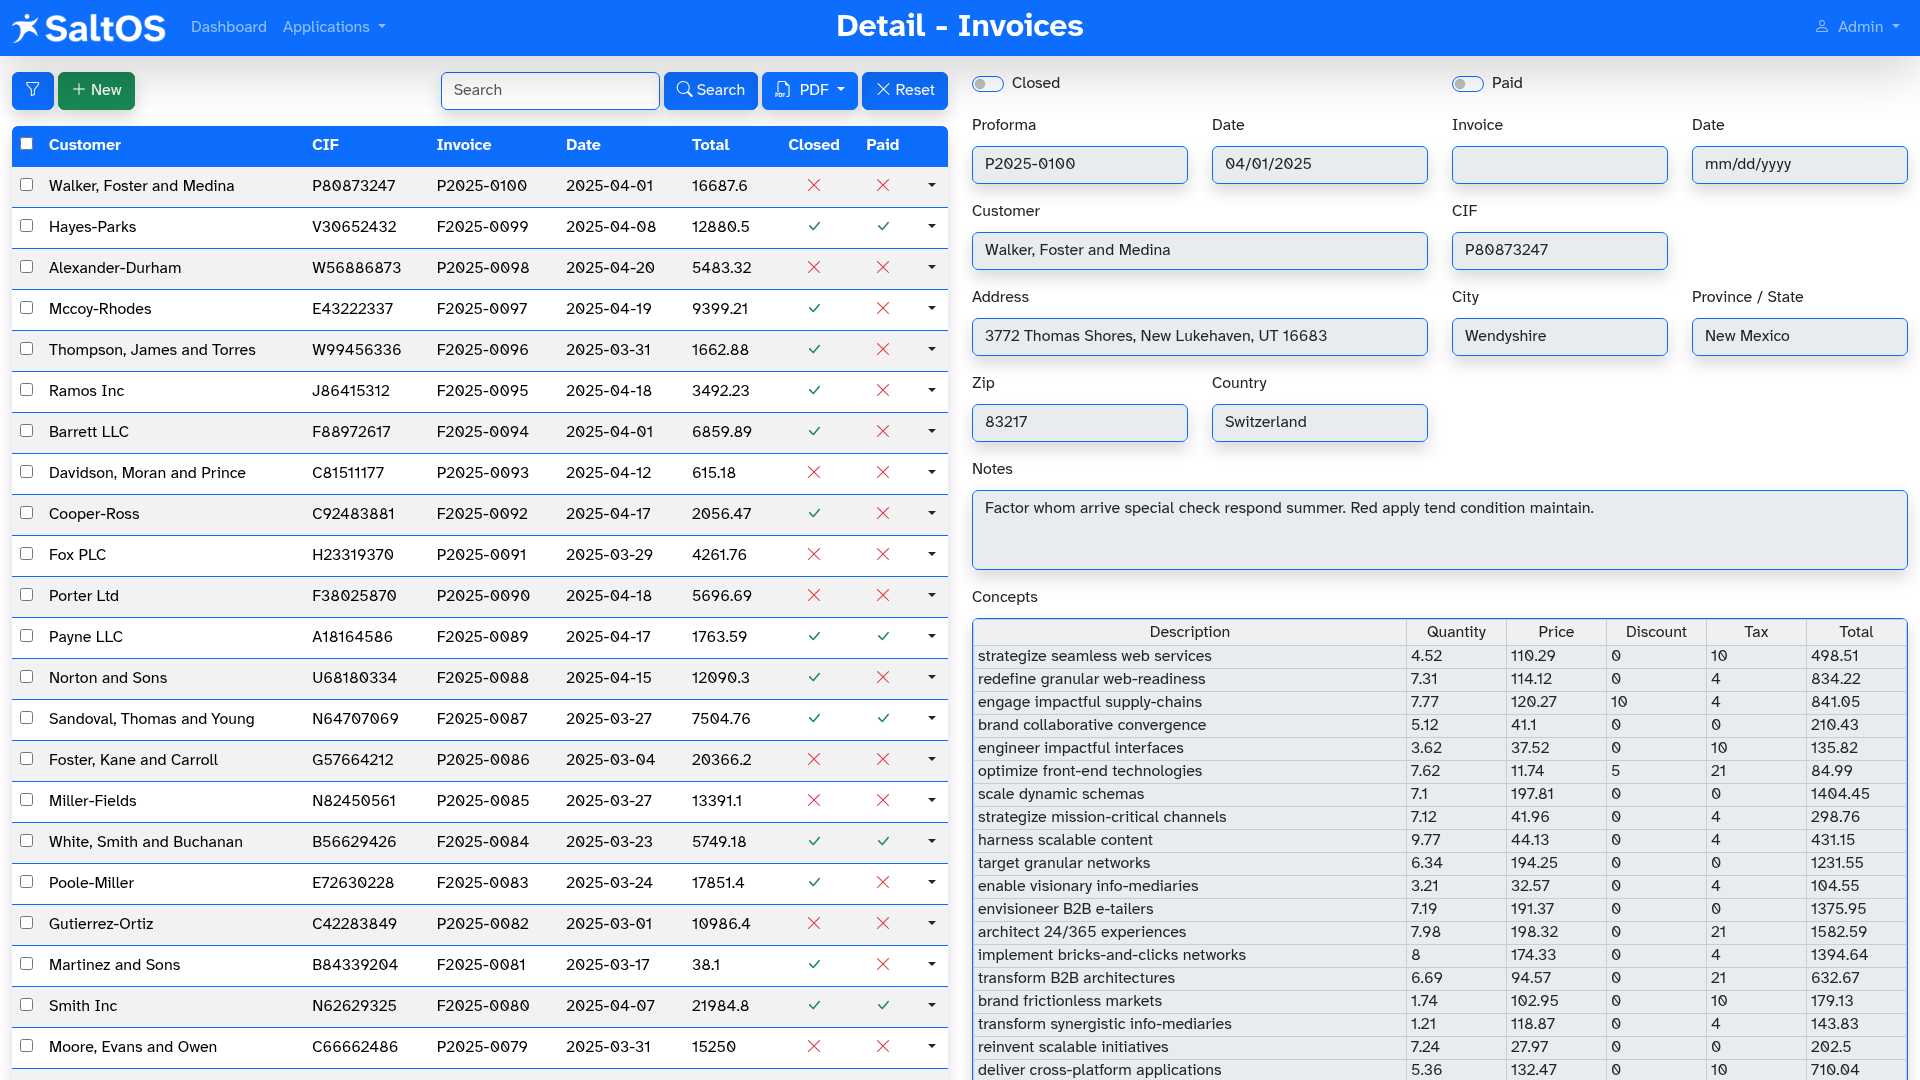 SaltOS Dashboard Applications Detail - Invoices Admin
New Search Search PDF Reset
Customer CIF Invoice Date Total Closed Paid
Walker, Foster and Medina P80873247 P2025-0100 2025-04-01 16687.6
Hayes-Parks V30652432 F2025-0099 2025-04-08 12880.5
Alexander-Durham W56886873 P2025-0098 2025-04-20 5483.32
Mccoy-Rhodes E43222337 F2025-0097 2025-04-19 9399.21
Thompson, James and Torres W99456336 F2025-0096 2025-03-31 1662.88
Ramos Inc J86415312 F2025-0095 2025-04-18 3492.23
Barrett LLC F88972617 F2025-0094 2025-04-01 6859.89
Davidson, Moran and Prince C81511177 P2025-0093 2025-04-12 615.18
Cooper-Ross C92483881 F2025-0092 2025-04-17 2056.47
Fox PLC H23319370 P2025-0091 2025-03-29 4261.76
Porter Ltd F38025870 P2025-0090 2025-04-18 5696.69
Payne LLC A18164586 F2025-0089 2025-04-17 1763.59
Norton and Sons U68180334 F2025-0088 2025-04-15 12090.3
Sandoval, Thomas and Young N64707069 F2025-0087 2025-03-27 7504.76
Foster, Kane and Carroll G57664212 P2025-0086 2025-03-04 20366.2
Miller-Fields N82450561 P2025-0085 2025-03-27 13391.1
White, Smith and Buchanan B56629426 F2025-0084 2025-03-23 5749.18
Poole-Miller E72630228 F2025-0083 2025-03-24 17851.4
Gutierrez-Ortiz C42283849 P2025-0082 2025-03-01 10986.4
Martinez and Sons B84339204 F2025-0081 2025-03-17 38.1
Smith Inc N62629325 F2025-0080 2025-04-07 21984.8
Moore, Evans and Owen C66662486 P2025-0079 2025-03-31 15250
Closed Paid
Proforma Date Invoice Date
P2025-0100 04/01/2025 mm/dd/yyyy
Customer CIF
Walker, Foster and Medina P80873247
Address City Province / State
3772 Thomas Shores, New Lukehaven, UT 16683 Wendyshire New Mexico
Zip Country
83217 Switzerland
Notes
Factor whom arrive special check respond summer. Red apply tend condition maintain.
Concepts
Description Quantity Price Discount Tax Total
strategize seamless web services 4.52 110.29 0 10 498.51
redefine granular web-readiness 7.31 114.12 0 4 834.22
engage impactful supply-chains 7.77 120.27 10 4 841.05
brand collaborative convergence 5.12 41.1 0 0 210.43
engineer impactful interfaces 3.62 37.52 0 10 135.82
optimize front-end technologies 7.62 11.74 5 21 84.99
scale dynamic schemas 7.1 197.81 0 0 1404.45
strategize mission-critical channels 7.12 41.96 0 4 298.76
harness scalable content 9.77 44.13 0 4 431.15
target granular networks 6.34 194.25 0 0 1231.55
enable visionary info-mediaries 3.21 32.57 0 4 104.55
envisioneer B2B e-tailers 7.19 191.37 0 0 1375.95
architect 24/365 experiences 7.98 198.32 0 21 1582.59
implement bricks-and-clicks networks 8 174.33 0 4 1394.64
transform B2B architectures 6.69 94.57 0 21 632.67
brand frictionless markets 1.74 102.95 0 10 179.13
transform synergistic info-mediaries 1.21 118.87 0 4 143.83
reinvent scalable initiatives 7.24 27.97 0 0 202.5
deliver cross-platform applications 5.36 132.47 0 10 710.04